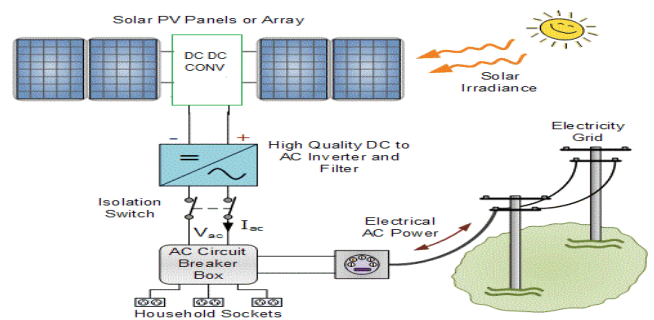 Solar PV Panels or Array
DC DC
CONV
Solar
Irradiance
Electricity
Grid
- +
High Quality DC to
AC Inverter and
Filter
Isolation
Switch
Vac
Iac
Electrical
AC Power
AC Circuit
Breaker
Box
Household Sockets